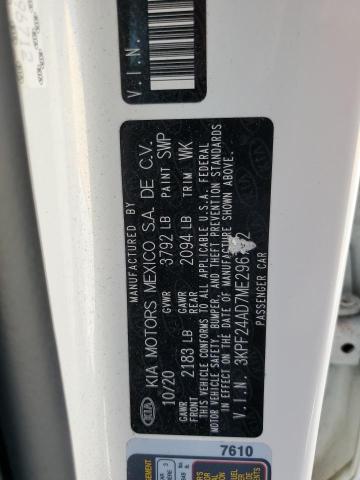 V.I.N.
MANUFACTURED BY
KIA MOTORS MEXICO S.A. DE C.V.
10/20 GVWR 3792 LB PAINT SWP
GAWR FRONT 2183 LB GAWR REAR 2094 LB TRIM WK
THIS VEHICLE CONFORMS TO ALL APPLICABLE U.S.A. FEDERAL
MOTOR VEHICLE SAFETY, BUMPER, AND THEFT PREVENTION STANDARDS
IN EFFECT ON THE DATE OF MANUFACTURE SHOWN ABOVE.
V.I.N. 3KPF24AD7ME296
PASSENGER CAR
KIA
7610